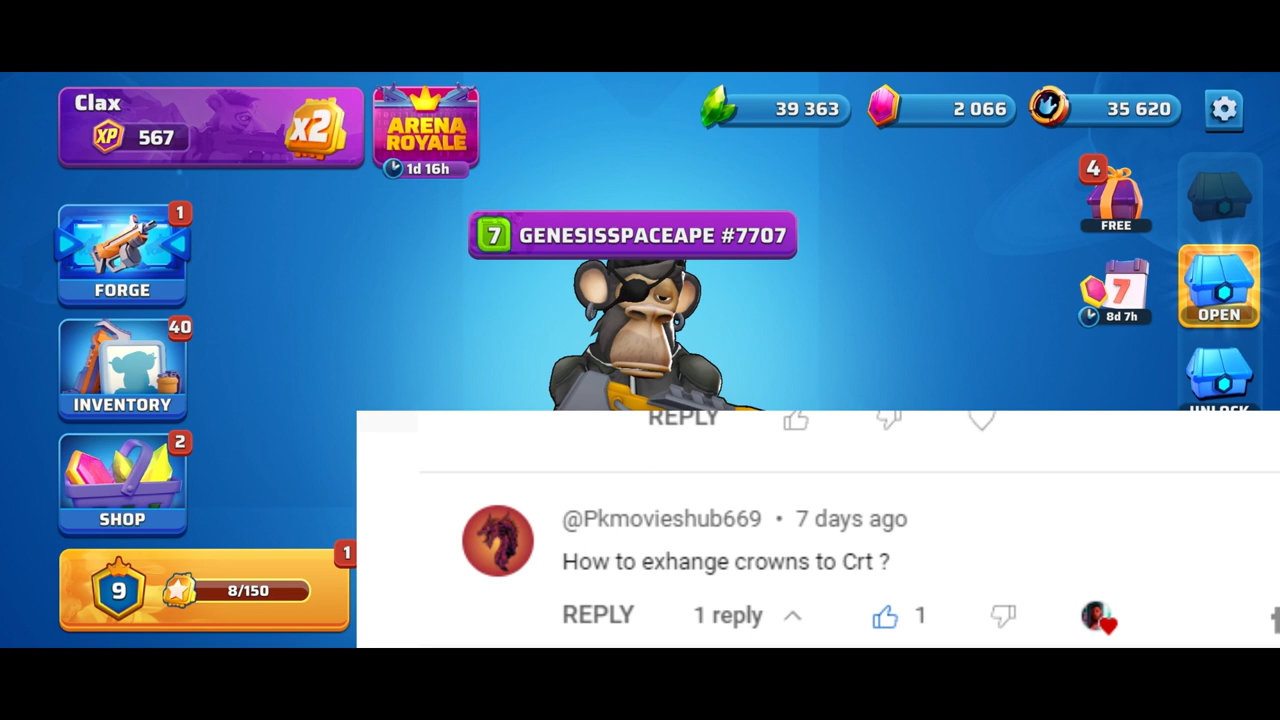 Clax
XP 567
x2
ARENA
ROYALE
1d 16h
39 363
2 066
35 620
4
FREE
7
8d 7h
OPEN
UNLOCK
7 GENESISSPACEAPE #7707
1
FORGE
40
INVENTORY
2
SHOP
1
9
8/150
REPLY
@Pkmovieshub669 • 7 days ago
How to exhange crowns to Crt ?
REPLY 1 reply 1